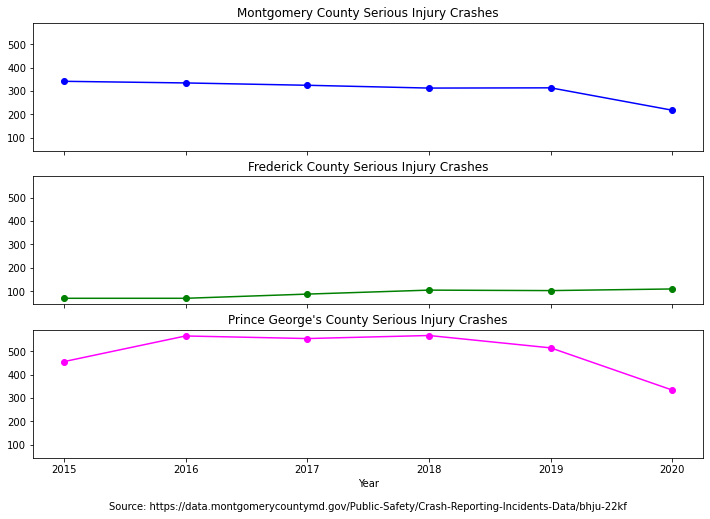 Montgomery County Serious Injury Crashes
500
400
300
200
100
Frederick County Serious Injury Crashes
500
400
300
200
100
Prince George's County Serious Injury Crashes
500
400
300
200
100
2015 2016 2017 2018 2019 2020
Year
Source: https://data.montgomerycountymd.gov/Public-Safety/Crash-Reporting-Incidents-Data/bhju-22kf